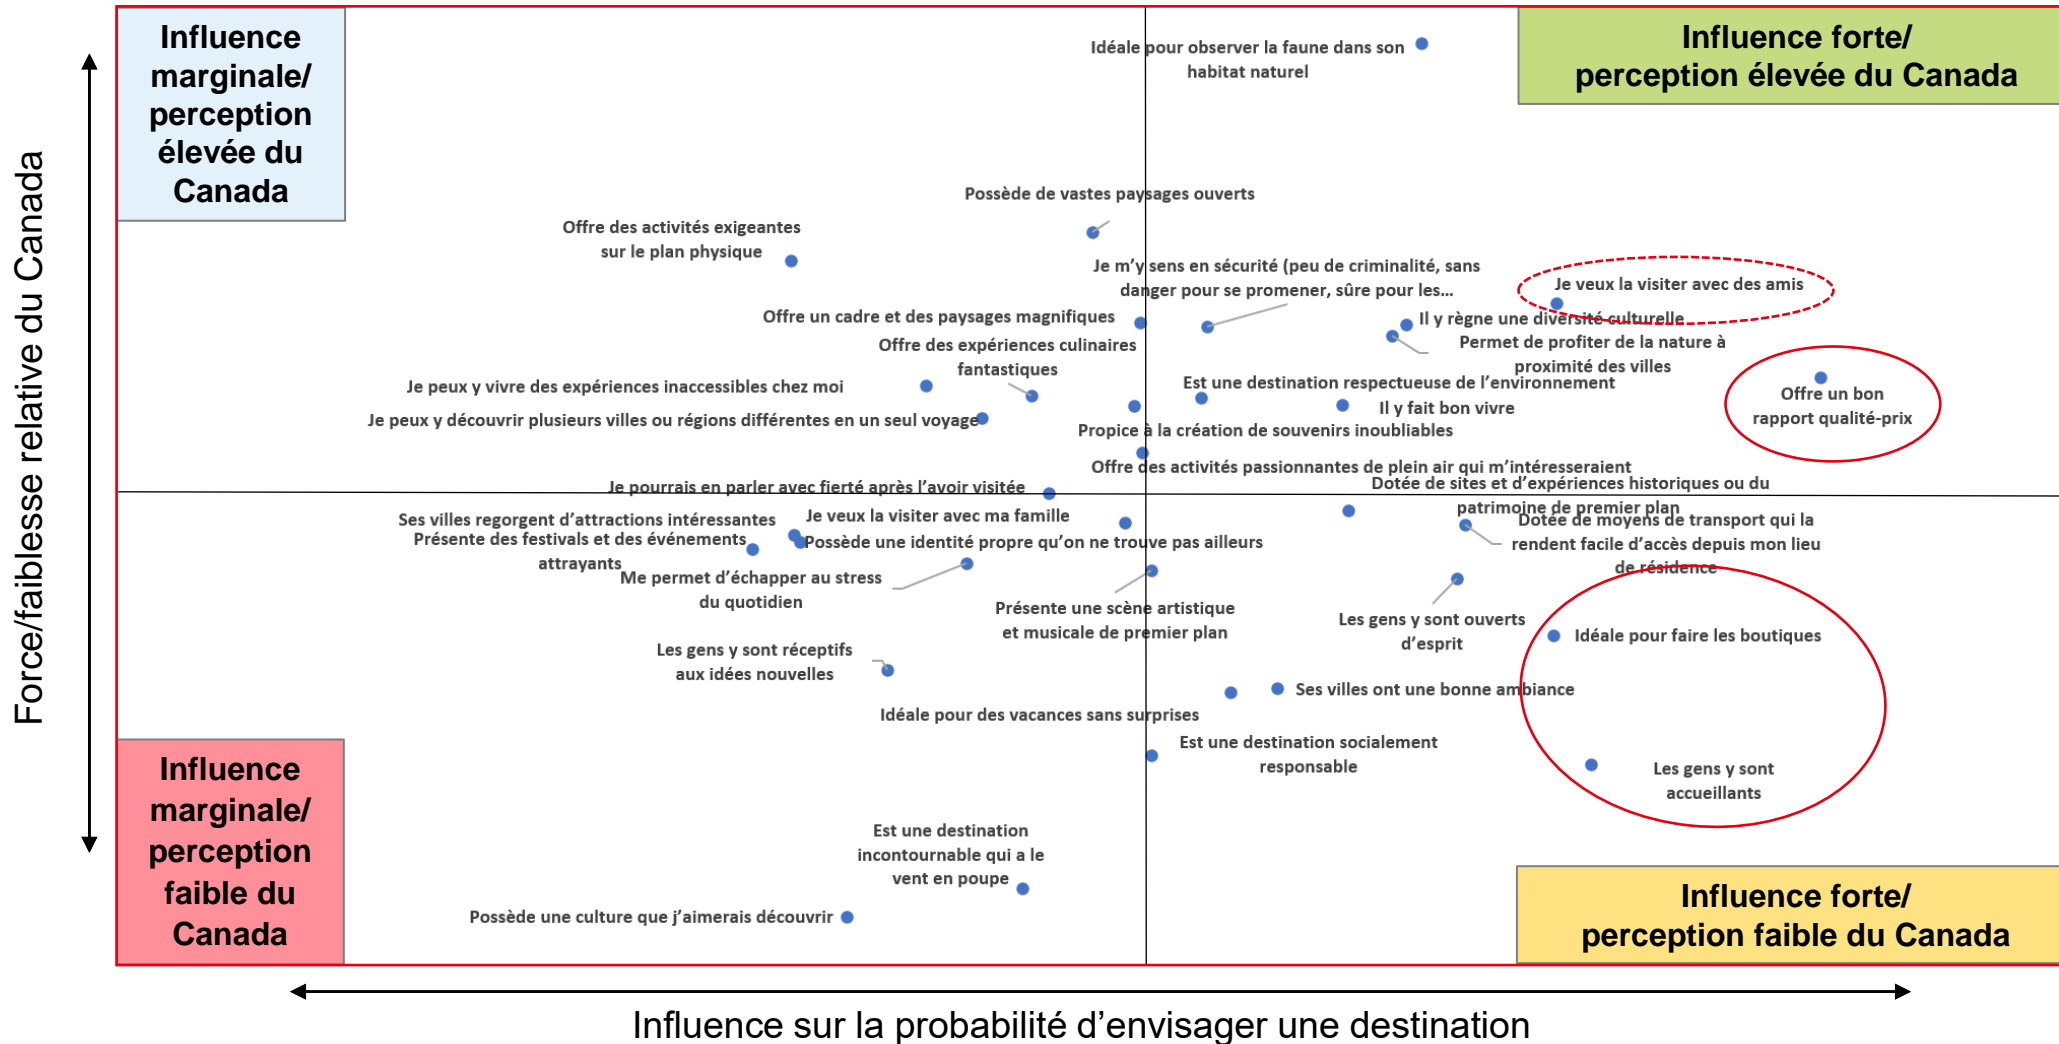 Influence
marginale/
perception
élevée du
Canada
Influence forte/
perception élevée du Canada
Idéale pour observer la faune dans son
habitat naturel
Possède de vastes paysages ouverts
Offre des activités exigeantes
sur le plan physique
Je m’y sens en sécurité (peu de criminalité, sans
danger pour se promener, sûre pour les…
Je veux la visiter avec des amis
Offre un cadre et des paysages magnifiques
Il y règne une diversité culturelle
Offre des expériences culinaires
fantastiques
Permet de profiter de la nature à
proximité des villes
Je peux y vivre des expériences inaccessibles chez moi
Est une destination respectueuse de l’environnement
Offre un bon
rapport qualité-prix
Il y fait bon vivre
Je peux y découvrir plusieurs villes ou régions différentes en un seul voyage
Propice à la création de souvenirs inoubliables
Offre des activités passionnantes de plein air qui m’intéresseraient
Je pourrais en parler avec fierté après l’avoir visitée
Dotée de sites et d’expériences historiques ou du
patrimoine de premier plan
Ses villes regorgent d’attractions intéressantes
Je veux la visiter avec ma famille
Dotée de moyens de transport qui la
rendent facile d’accès depuis mon lieu
de résidence
Présente des festivals et des événements
attrayants
Possède une identité propre qu’on ne trouve pas ailleurs
Me permet d’échapper au stress
du quotidien
Présente une scène artistique
et musicale de premier plan
Les gens y sont ouverts
d’esprit
Idéale pour faire les boutiques
Les gens y sont réceptifs
aux idées nouvelles
Ses villes ont une bonne ambiance
Idéale pour des vacances sans surprises
Est une destination socialement
responsable
Les gens y sont
accueillants
Est une destination
incontournable qui a le
vent en poupe
Possède une culture que j’aimerais découvrir
Influence
marginale/
perception
faible du
Canada
Influence forte/
perception faible du Canada
Force/faiblesse relative du Canada
Influence sur la probabilité d’envisager une destination